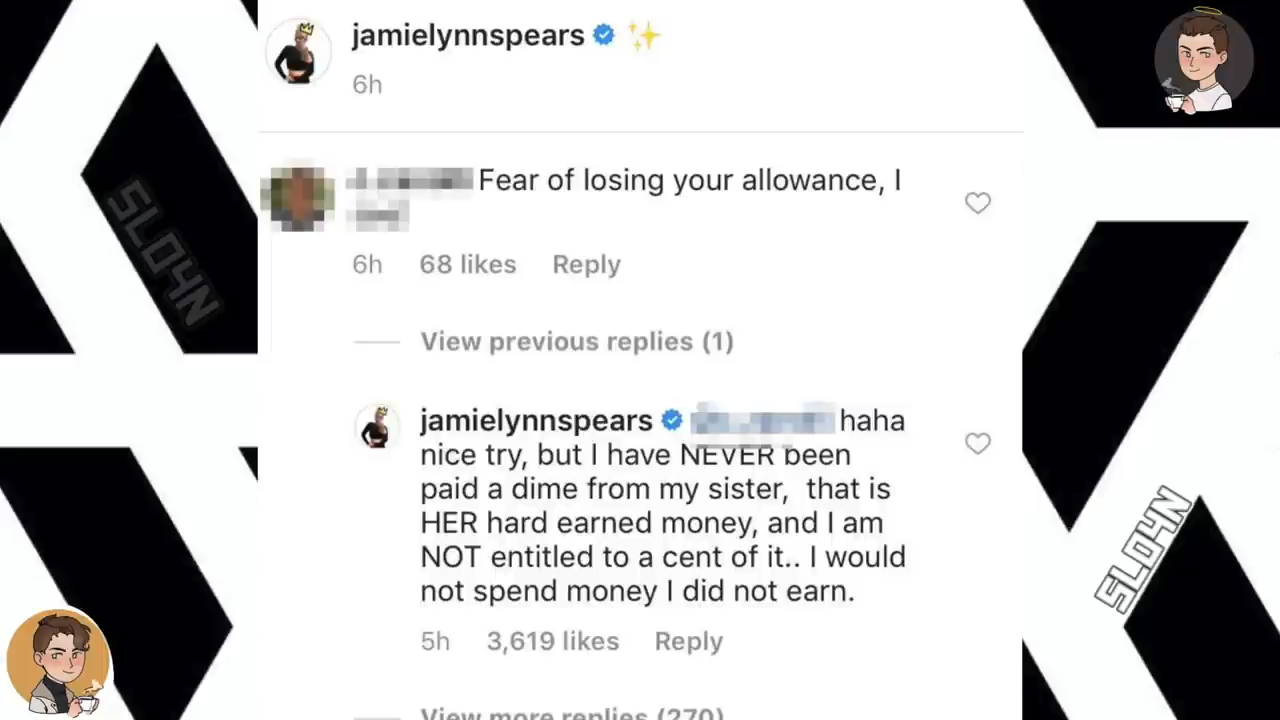 jamielynnspears
6h
Fear of losing your allowance, I
6h 68 likes Reply
View previous replies (1)
jamielynnspears haha
nice try, but I have NEVER been
paid a dime from my sister, that is
HER hard earned money, and I am
NOT entitled to a cent of it.. I would
not spend money I did not earn.
5h 3,619 likes Reply
View more replies (270)
SLO4N
SLO4N